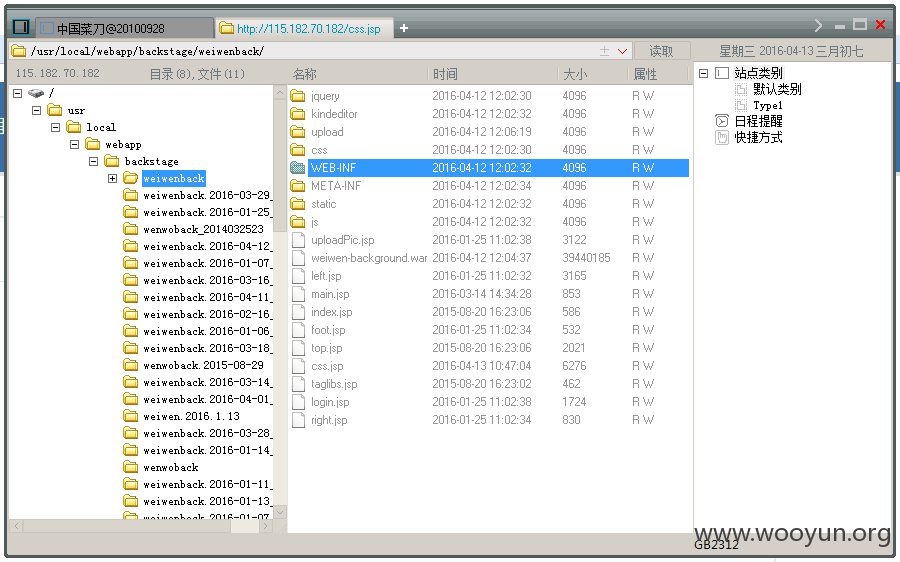 中国菜刀@20100928
http://115.182.70.182/css.jsp
+
/usr/local/webapp/backstage/weiwenback/
读取
星期三 2016-04-13 三月初七
115.182.70.182 目录(8),文件(11)
/
usr
local
webapp
backstage
weiwenback
weiwenback.2016-03-29_
weiwenback.2016-01-25_
wenwoback_2014032523
weiwenback.2016-04-12_
weiwenback.2016-01-07_
weiwenback.2016-03-16_
weiwenback.2016-04-11_
weiwenback.2016-02-16_
weiwenback.2016-01-06_
weiwenback.2016-03-18_
wenwoback.2015-08-29
weiwenback.2016-03-14_
weiwenback.2016-04-01_
weiwen.2016.1.13
weiwenback.2016-03-28_
weiwenback.2016-01-14_
wenwoback
weiwenback.2016-01-11_
weiwenback.2016-01-13_
weiwenback.2016-01-07_
名称 时间 大小 属性
jquery 2016-04-12 12:02:30 4096 R W
kindeditor 2016-04-12 12:02:30 4096 R W
upload 2016-04-12 12:06:19 4096 R W
css 2016-04-12 12:02:30 4096 R W
WEB-INF 2016-04-12 12:02:32 4096 R W
META-INF 2016-04-12 12:02:34 4096 R W
static 2016-04-12 12:02:32 4096 R W
js 2016-04-12 12:02:32 4096 R W
uploadPic.jsp 2016-01-25 11:02:38 3122 R W
weiwen-background.war 2016-04-12 12:04:37 39440185 R W
left.jsp 2016-01-25 11:02:32 3165 R W
main.jsp 2016-03-14 14:34:28 853 R W
index.jsp 2015-08-20 16:23:06 586 R W
foot.jsp 2016-01-25 11:02:34 532 R W
top.jsp 2015-08-20 16:23:06 2021 R W
css.jsp 2016-04-13 10:47:04 6276 R W
taglibs.jsp 2015-08-20 16:23:02 462 R W
login.jsp 2016-01-25 11:02:38 1724 R W
right.jsp 2016-01-25 11:02:34 830 R W
站点类别
默认类别
Type1
日程提醒
快捷方式
www.wooyun.org
GB2312